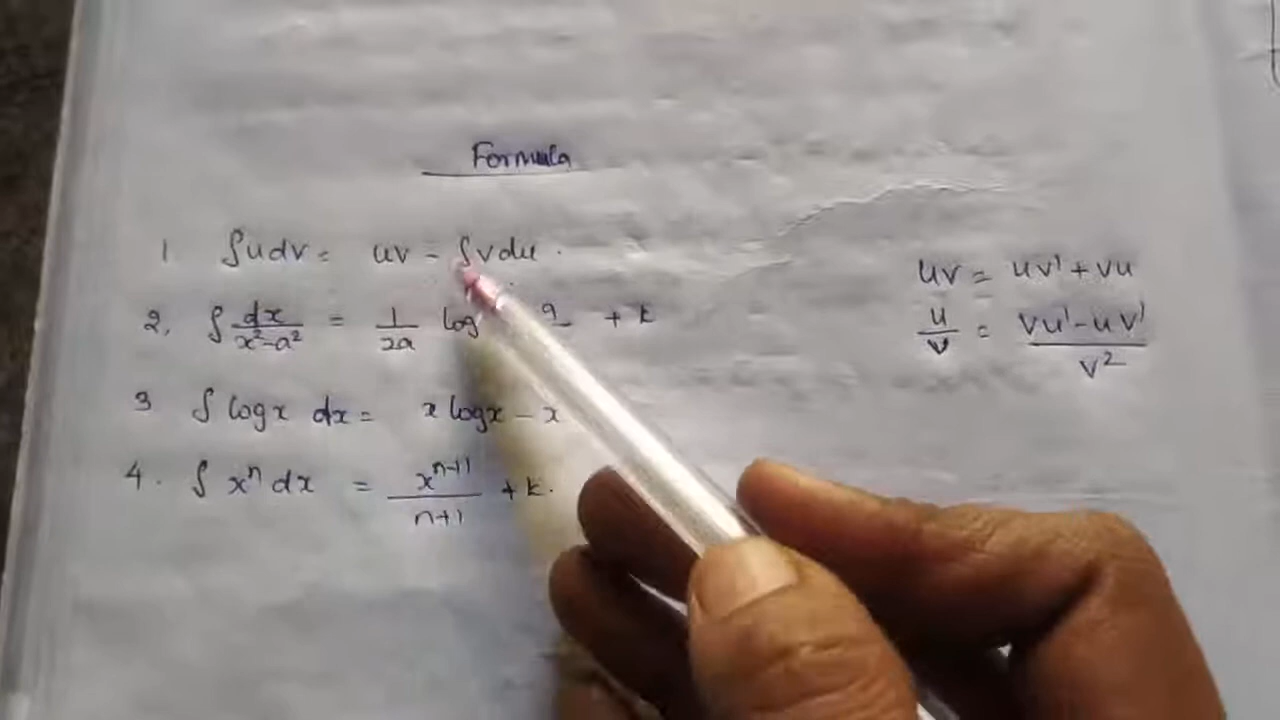 Formula
1 ∫udv = uv - ∫vdu.
2, ∫ dx/(x²-a²) = 1/2a log + k
3 ∫ log x dx = x log x - x
4. ∫ xⁿ dx = xⁿ⁺¹/(n+1) + k.
uv = uv' + vu
u/v = (vu' - uv')/v²